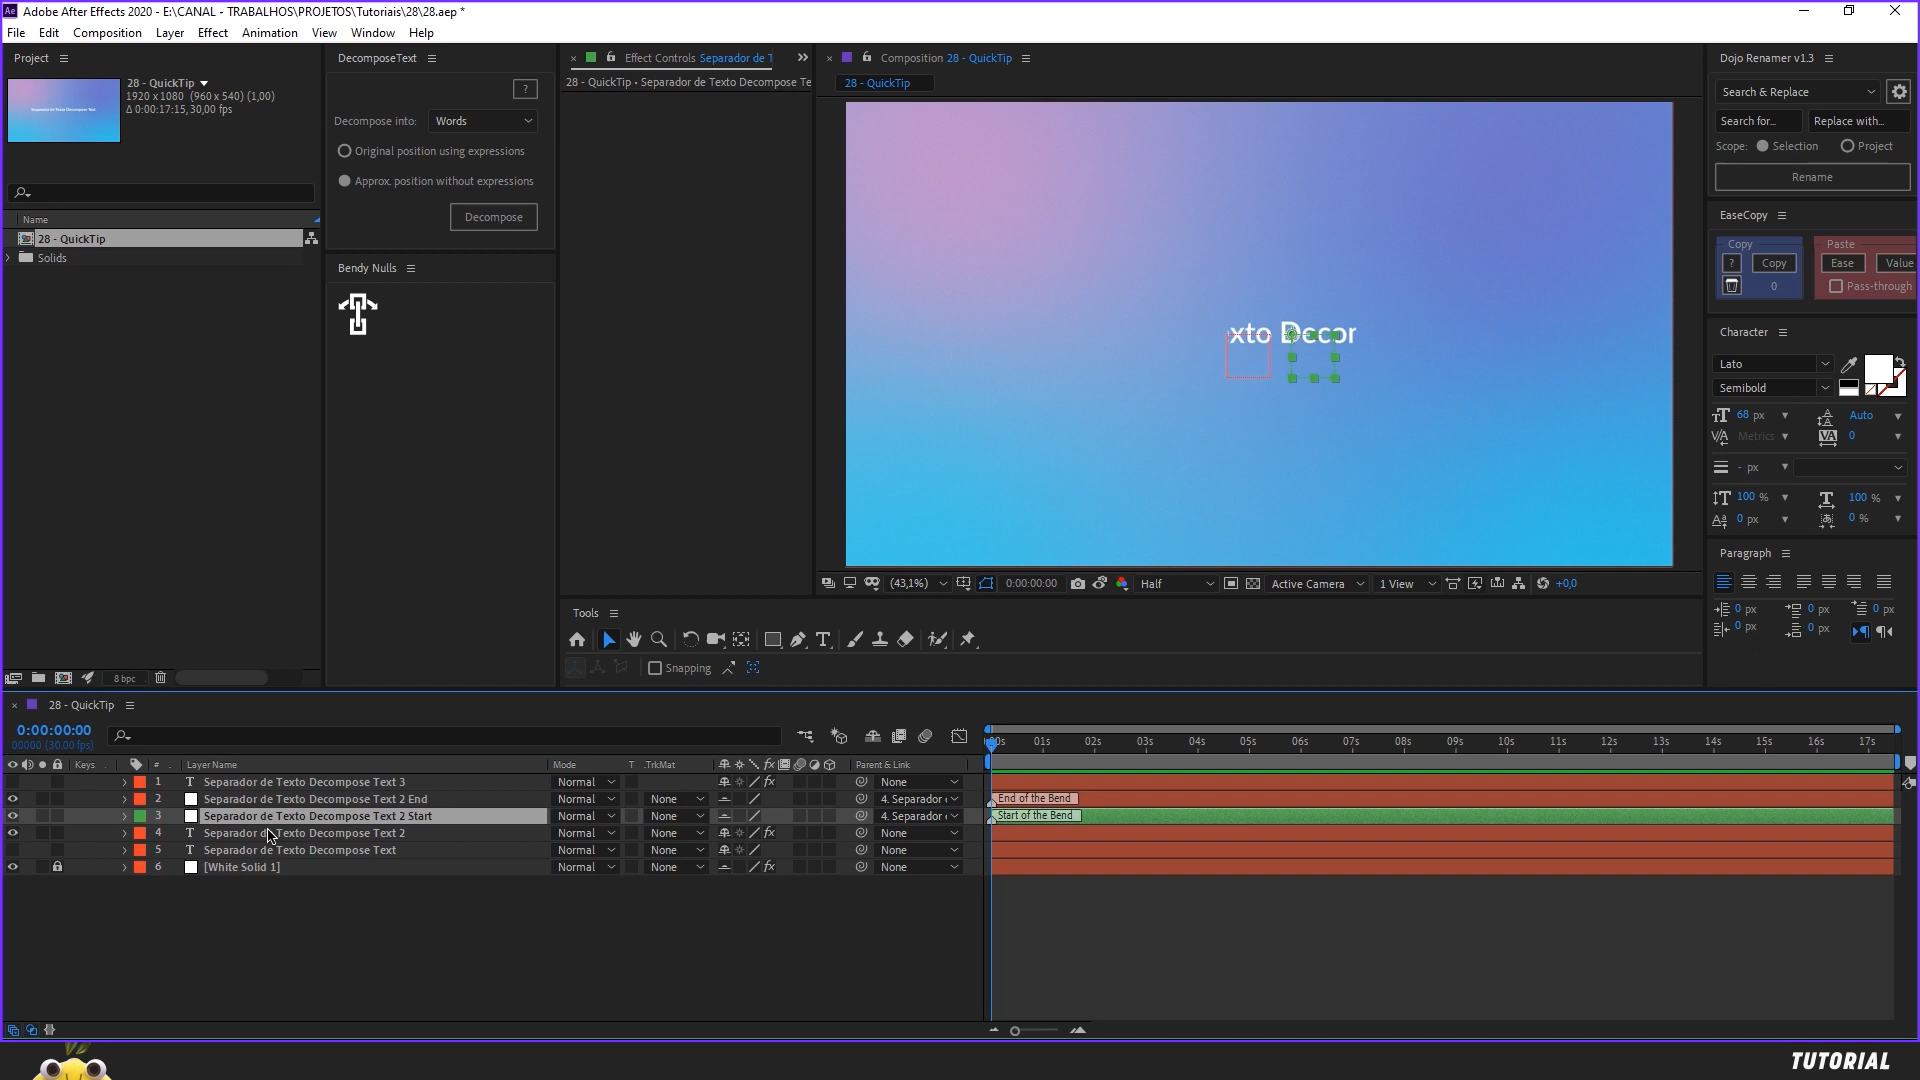 Adobe After Effects 2020 - E:\CANAL - TRABALHOS\PROJETOS\Tutoriais\28\28.aep *
File Edit Composition Layer Effect Animation View Window Help
Project
28 - QuickTip
1920 x 1080 (960 x 540) (1,00)
Δ 0:00:17:15, 30,00 fps
Name
28 - QuickTip
Solids
8 bpc
DecomposeText
?
Decompose into: Words
Original position using expressions
Approx. position without expressions
Decompose
Bendy Nulls
Effect Controls Separador de T
28 - QuickTip • Separador de Texto Decompose Te
Composition 28 - QuickTip
28 - QuickTip
xto Decor
(43,1%) 0:00:00:00 Half Active Camera 1 View +0,0
Tools
Snapping
Dojo Renamer v1.3
Search & Replace
Search for... Replace with...
Scope: Selection Project
Rename
EaseCopy
Copy Paste
? Copy Ease Value
0 Pass-through
Character
Lato
Semibold
68 px Auto
Metrics 0
- px
100 % 100 %
0 px 0 %
Paragraph
0 px 0 px 0 px
0 px 0 px
28 - QuickTip
0:00:00:00
00000 (30.00 fps)
Keys # Layer Name Mode T .TrkMat Parent & Link
1 T Separador de Texto Decompose Text 3 Normal None
2 Separador de Texto Decompose Text 2 End Normal None 4. Separador
3 Separador de Texto Decompose Text 2 Start Normal None 4. Separador
4 T Separador de Texto Decompose Text 2 Normal None None
5 T Separador de Texto Decompose Text Normal None None
6 [White Solid 1] Normal None None
00s 01s 02s 03s 04s 05s 06s 07s 08s 09s 10s 11s 12s 13s 14s 15s 16s 17s
End of the Bend
Start of the Bend
TUTORIAL